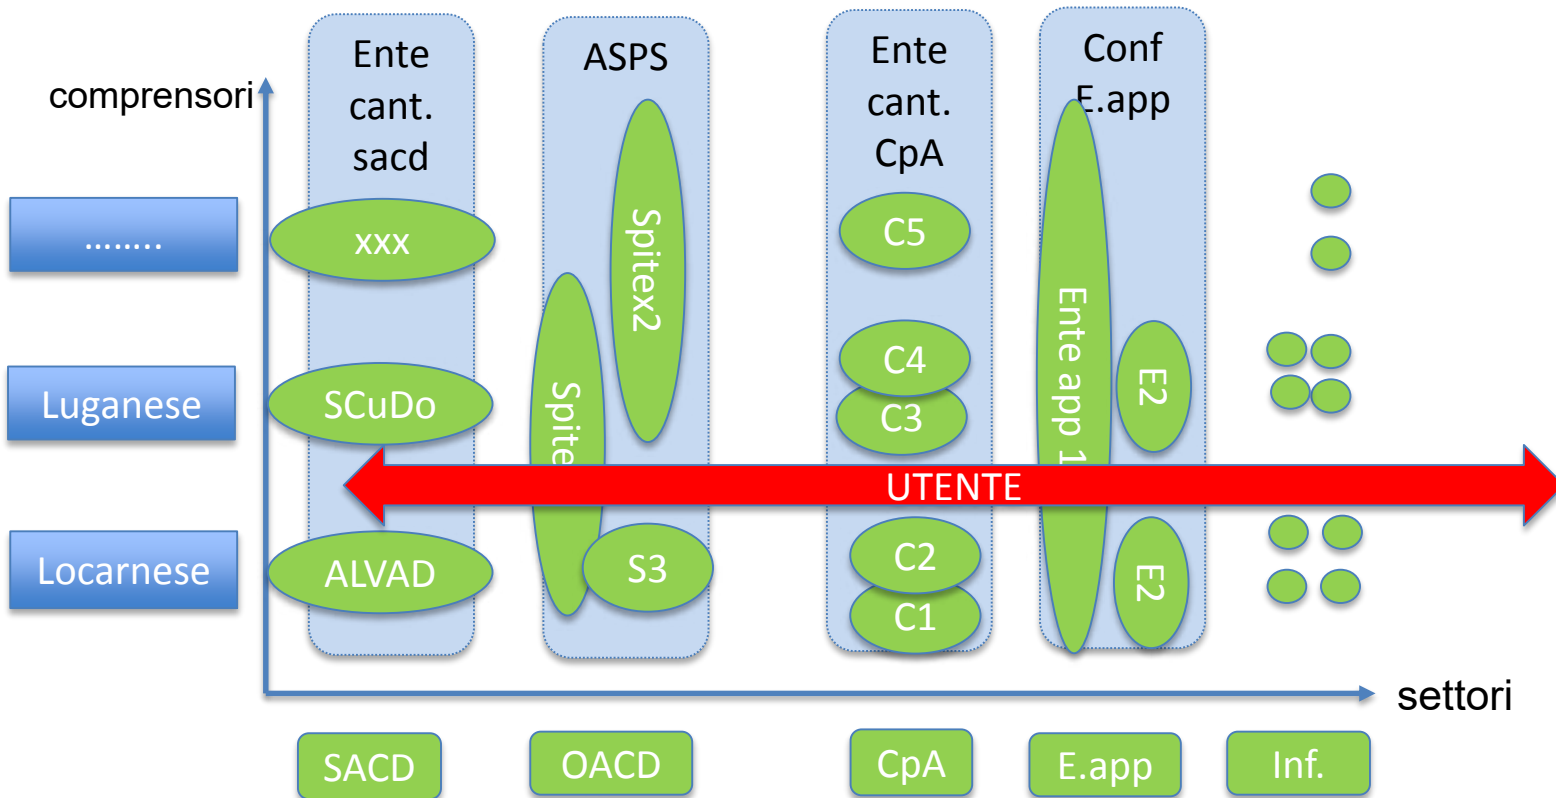 comprensori
Ente
cant.
sacd
ASPS
Ente
cant.
CpA
Conf
E.app
……..
xxx
Spitex2
C5
Luganese
SCuDo
Spite
C4
C3
Ente app 1
E2
UTENTE
Locarnese
ALVAD
S3
C2
C1
E2
settori
SACD
OACD
CpA
E.app
Inf.